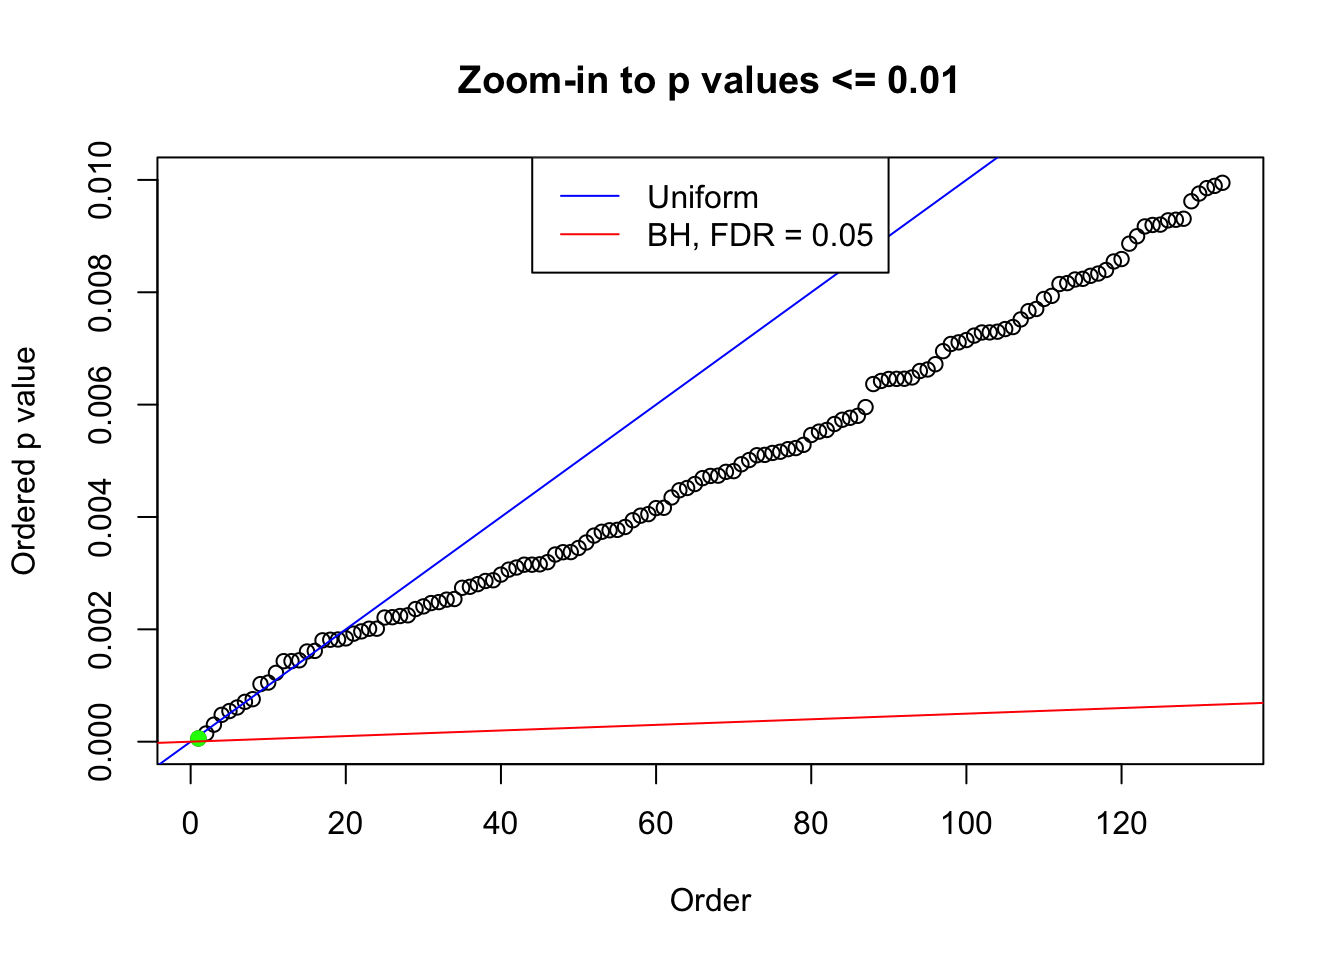 Zoom-in to p values <= 0.01
Uniform
BH, FDR = 0.05
Ordered p value
0.010
0.008
0.006
0.004
0.002
0.000
0 20 40 60 80 100 120
Order